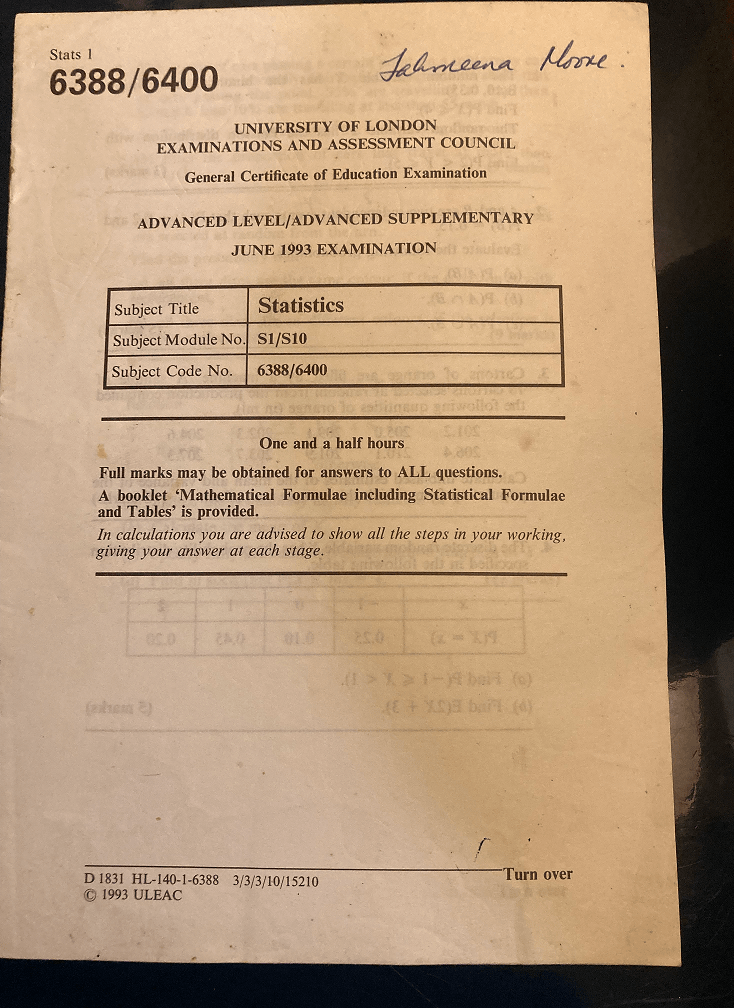 Stats 1
6388/6400
Tahmeena Moore.
UNIVERSITY OF LONDON
EXAMINATIONS AND ASSESSMENT COUNCIL
General Certificate of Education Examination
ADVANCED LEVEL/ADVANCED SUPPLEMENTARY
JUNE 1993 EXAMINATION
Subject Title Statistics
Subject Module No. S1/S10
Subject Code No. 6388/6400
One and a half hours
Full marks may be obtained for answers to ALL questions.
A booklet ‘Mathematical Formulae including Statistical Formulae
and Tables’ is provided.
In calculations you are advised to show all the steps in your working,
giving your answer at each stage.
D 1831 HL-140-1-6388 3/3/3/10/15210
© 1993 ULEAC
Turn over